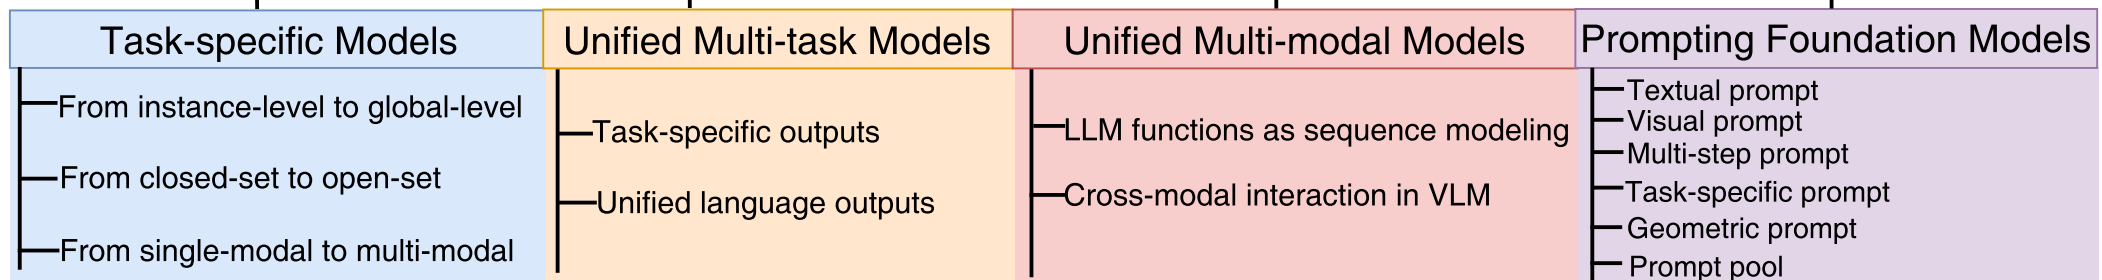 Task-specific Models
From instance-level to global-level
From closed-set to open-set
From single-modal to multi-modal
Unified Multi-task Models
Task-specific outputs
Unified language outputs
Unified Multi-modal Models
LLM functions as sequence modeling
Cross-modal interaction in VLM
Prompting Foundation Models
Textual prompt
Visual prompt
Multi-step prompt
Task-specific prompt
Geometric prompt
Prompt pool